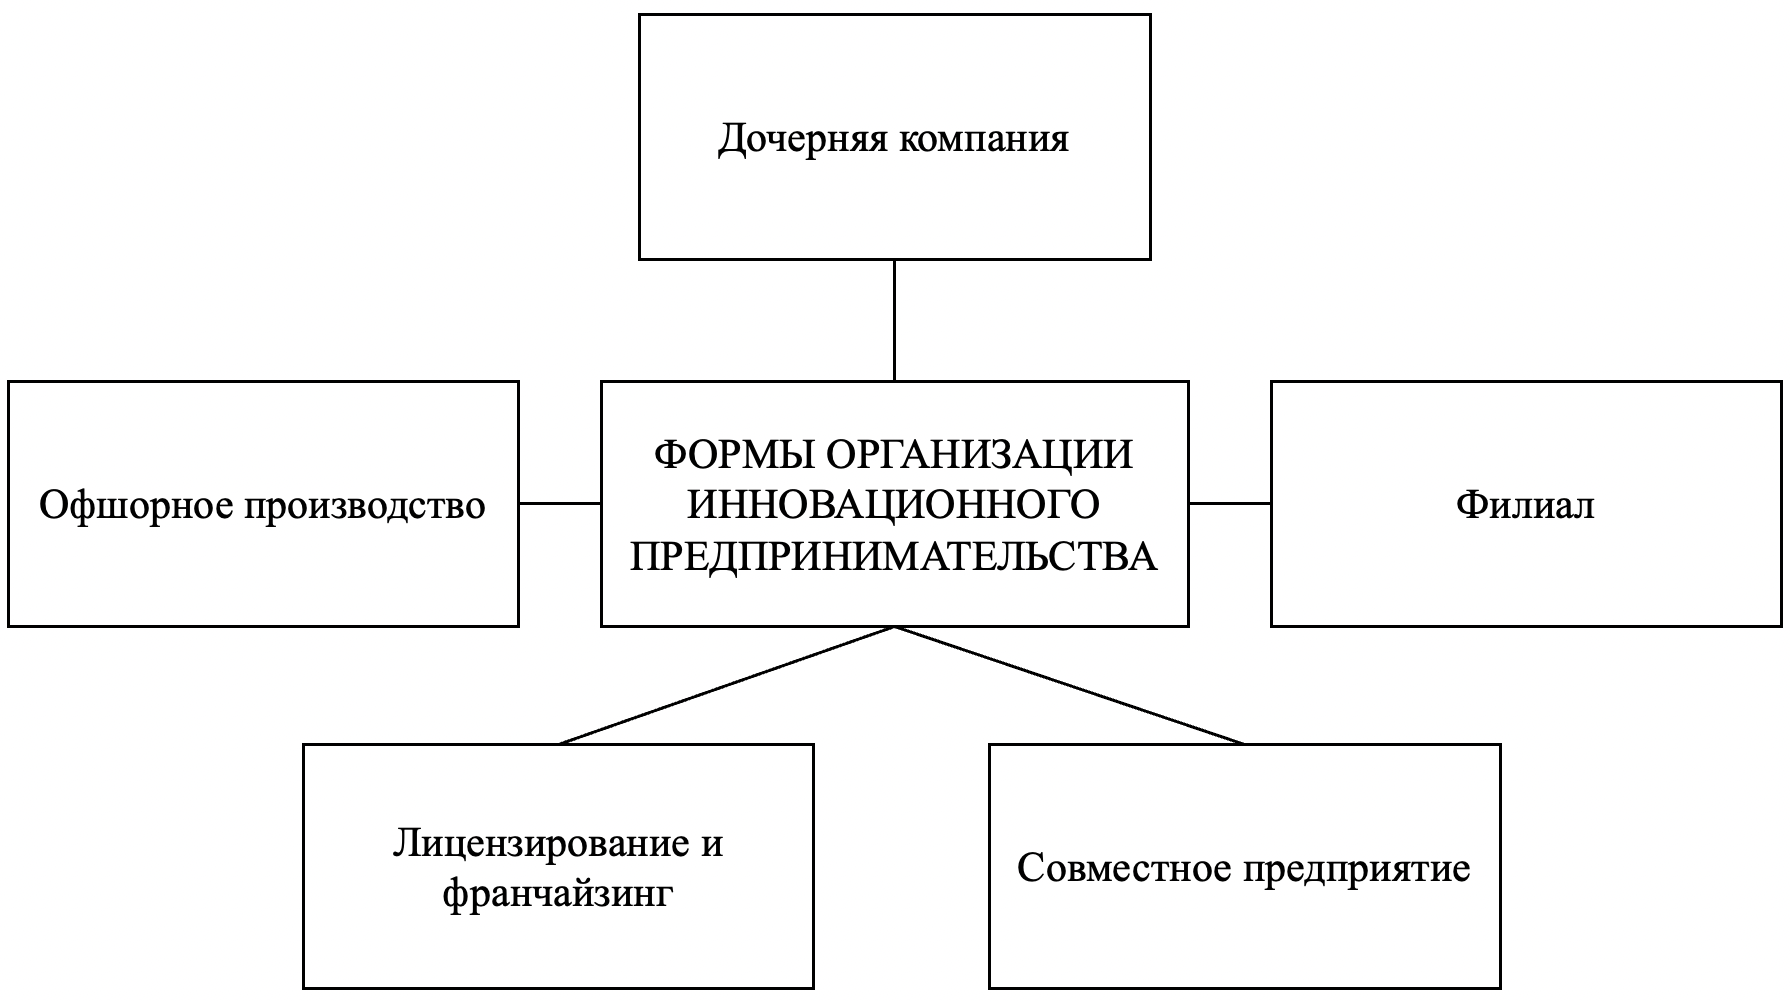 Дочерняя компания
Офшорное производство
ФОРМЫ ОРГАНИЗАЦИИ
ИННОВАЦИОННОГО
ПРЕДПРИНИМАТЕЛЬСТВА
Филиал
Лицензирование и
франчайзинг
Совместное предприятие